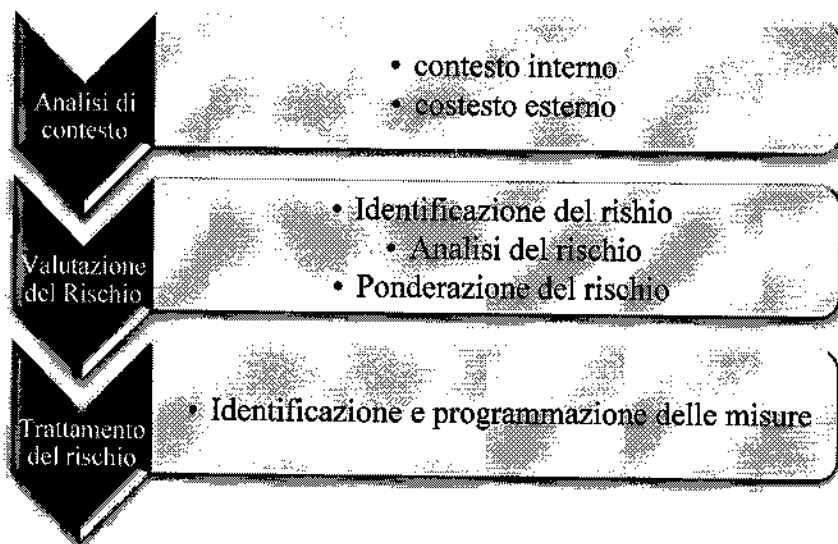 Analisi di
contesto
• contesto interno
• costesto esterno
Valutazione
del Rischio
• Identificazione del rishio
• Analisi del rischio
• Ponderazione del rischio
Trattamento
del rischio
• Identificazione e programmazione delle misure